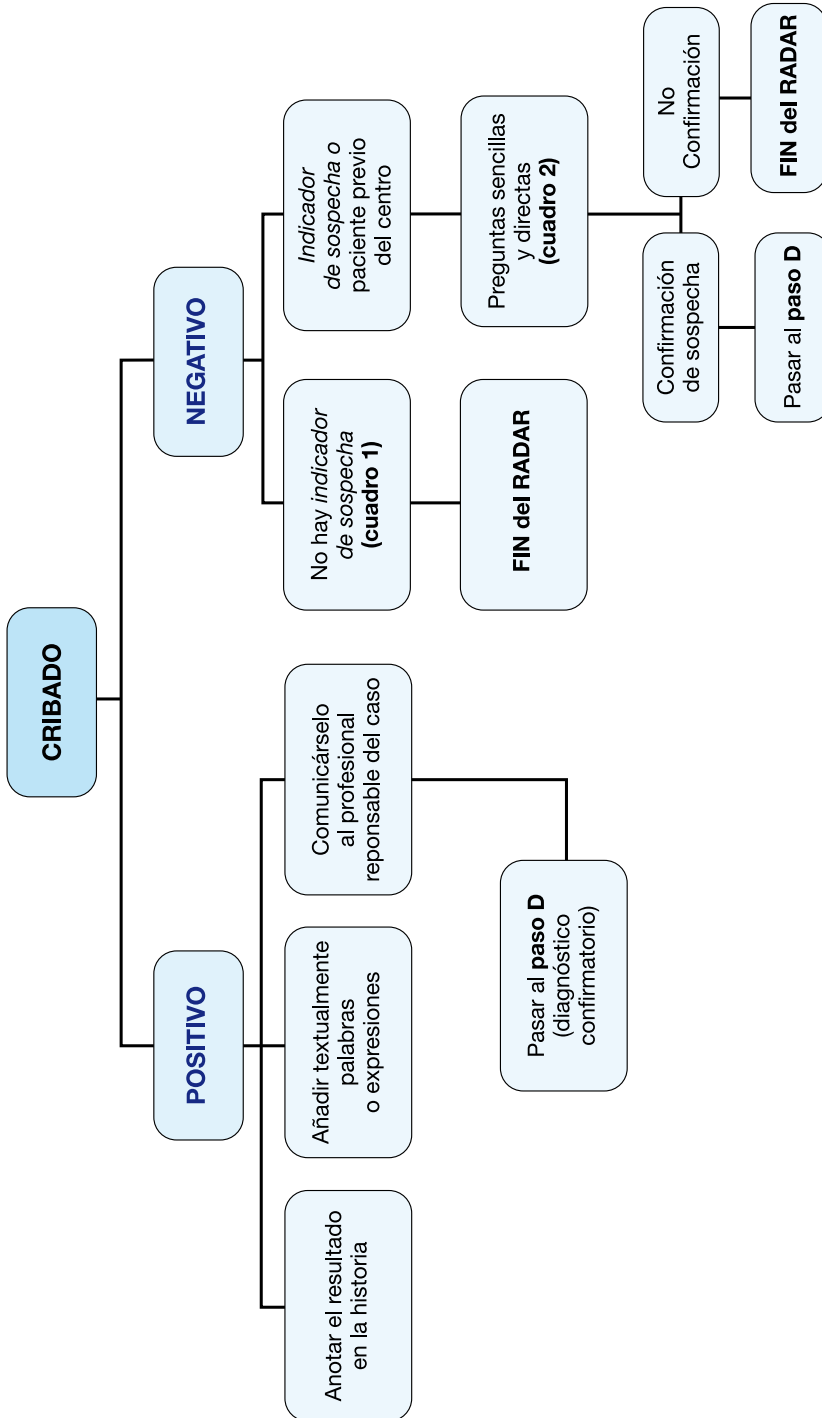 CRIBADO
POSITIVO
NEGATIVO
Anotar el resultado
en la historia
Añadir textualmente
palabras
o expresiones
Comunicárselo
al profesional
reponsable del caso
No hay indicador
de sospecha
(cuadro 1)
Indicador
de sospecha o
paciente previo
del centro
Pasar al paso D
(diagnóstico
confirmatorio)
FIN del RADAR
Preguntas sencillas
y directas
(cuadro 2)
Confirmación
de sospecha
No
Confirmación
Pasar al paso D
FIN del RADAR